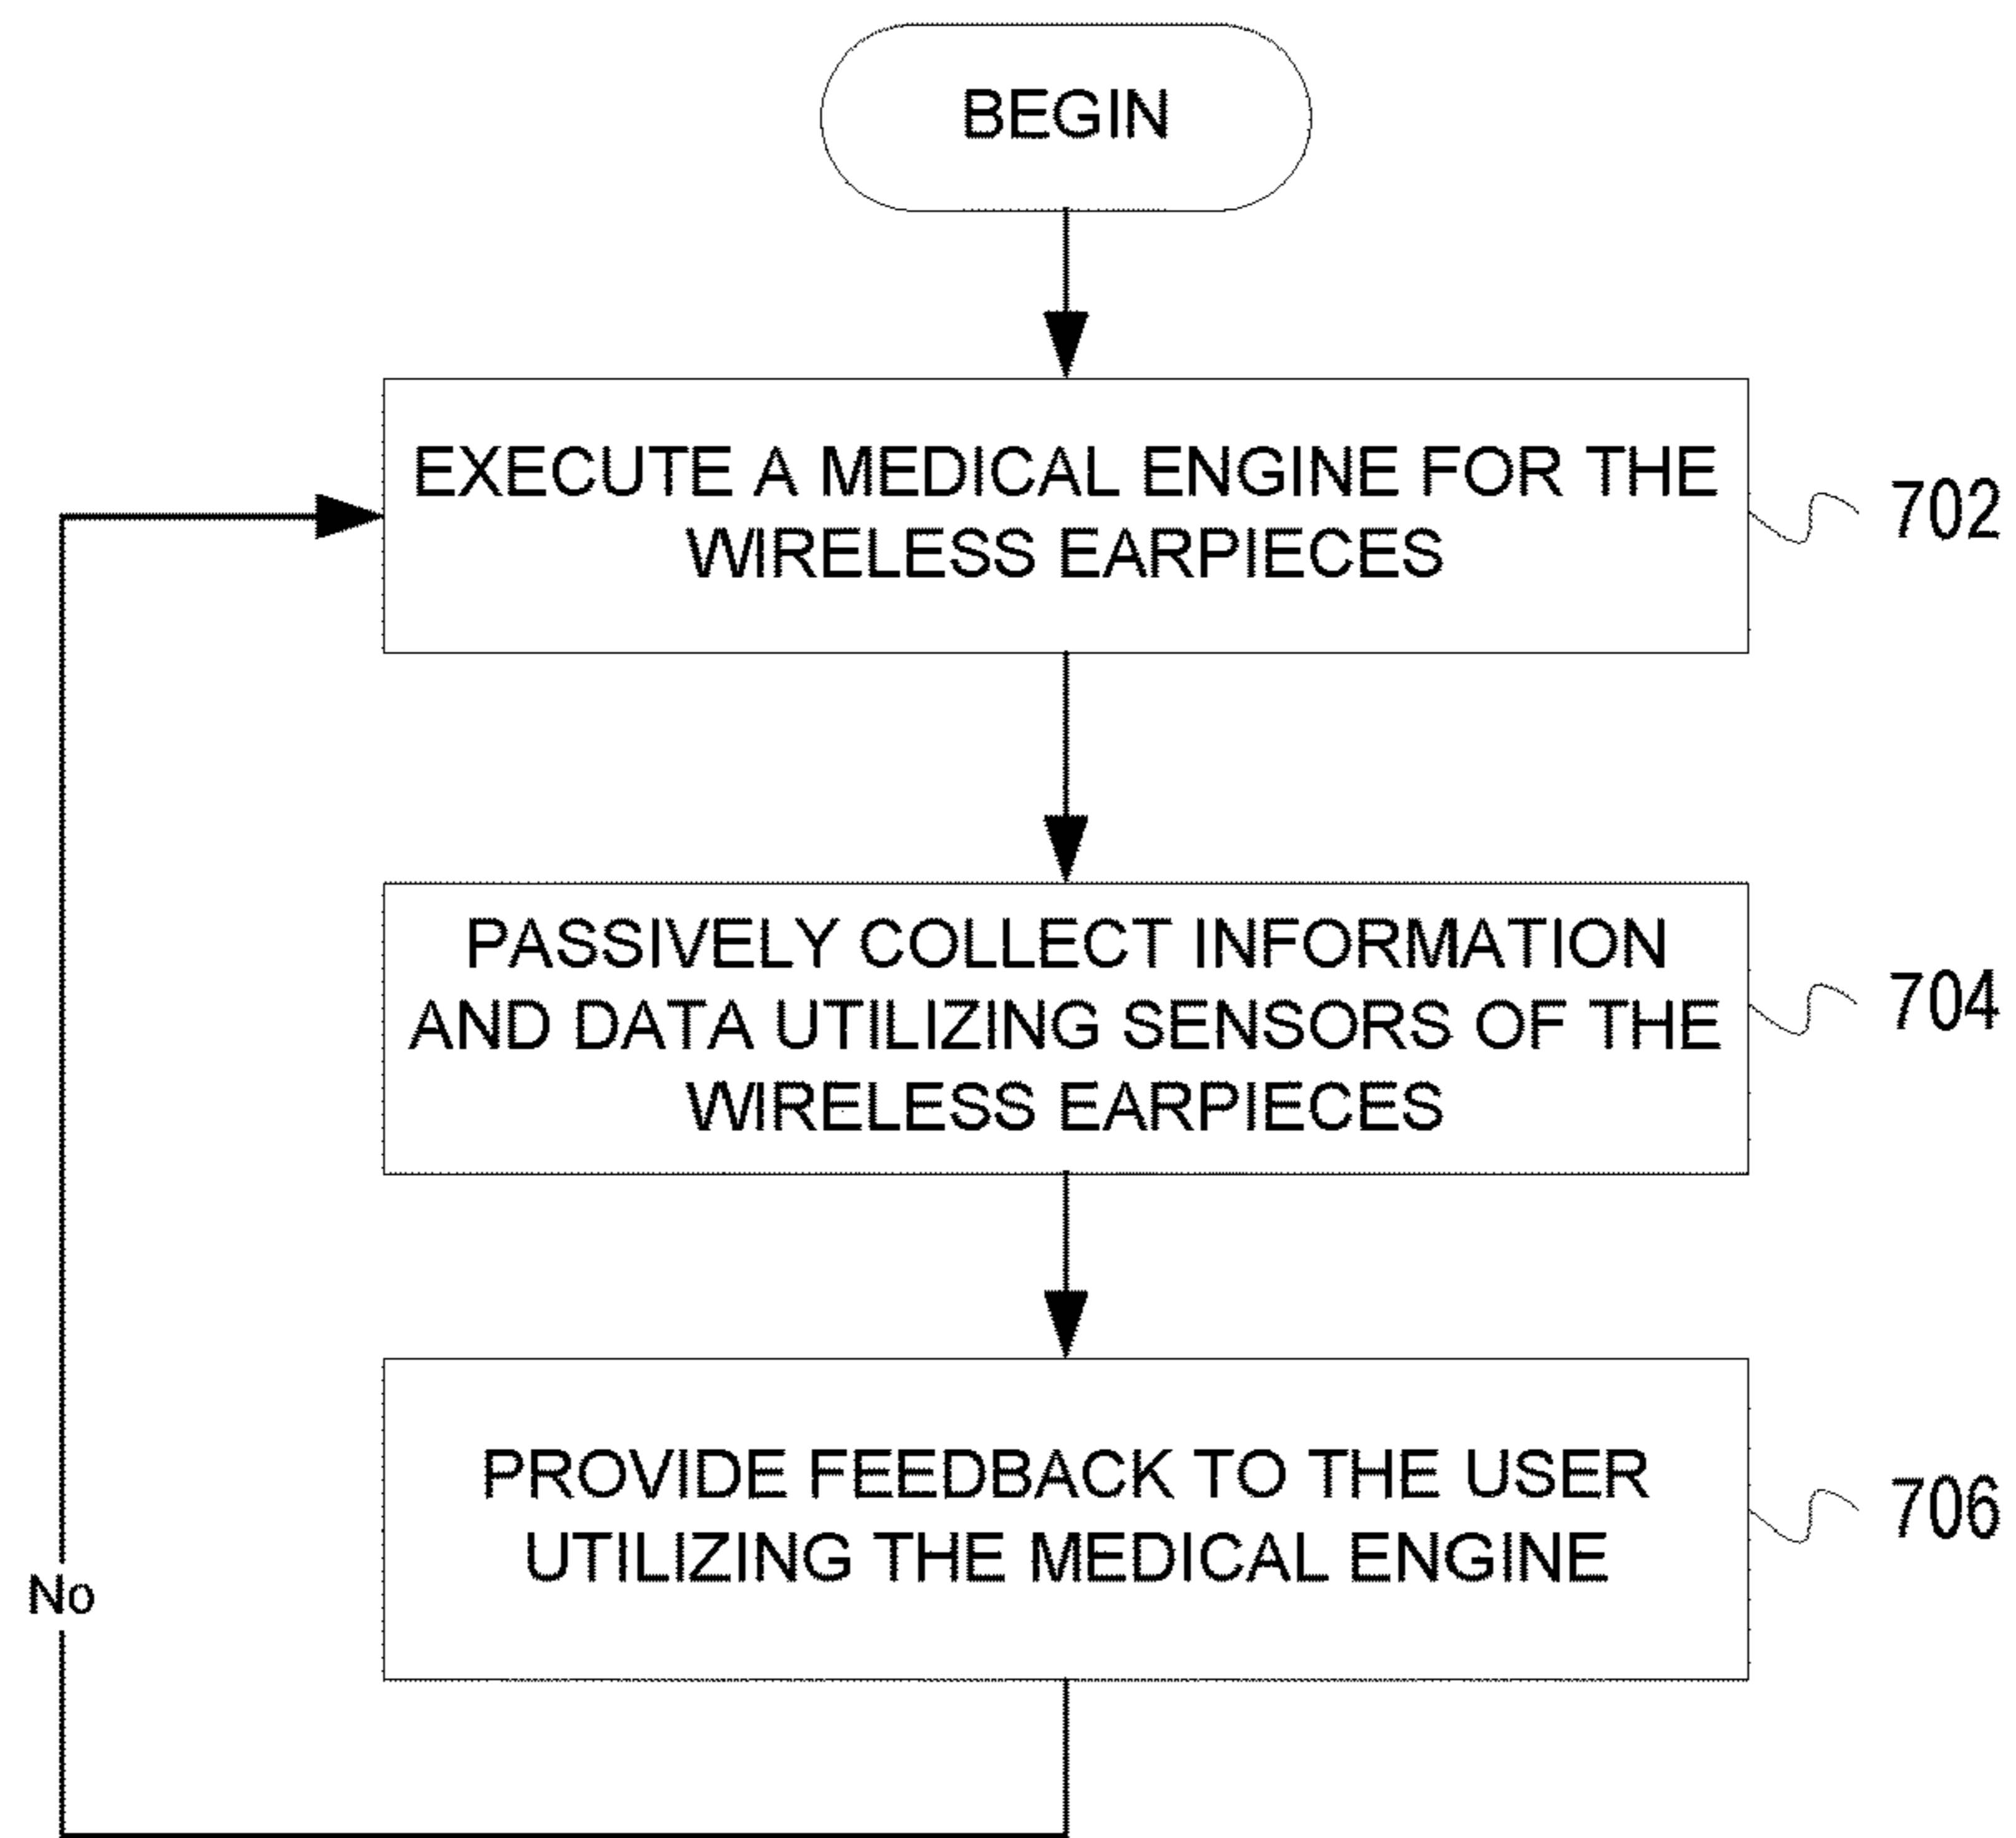 BEGIN
EXECUTE A MEDICAL ENGINE FOR THE
WIRELESS EARPIECES
702
PASSIVELY COLLECT INFORMATION
AND DATA UTILIZING SENSORS OF THE
WIRELESS EARPIECES
704
PROVIDE FEEDBACK TO THE USER
UTILIZING THE MEDICAL ENGINE
706
No